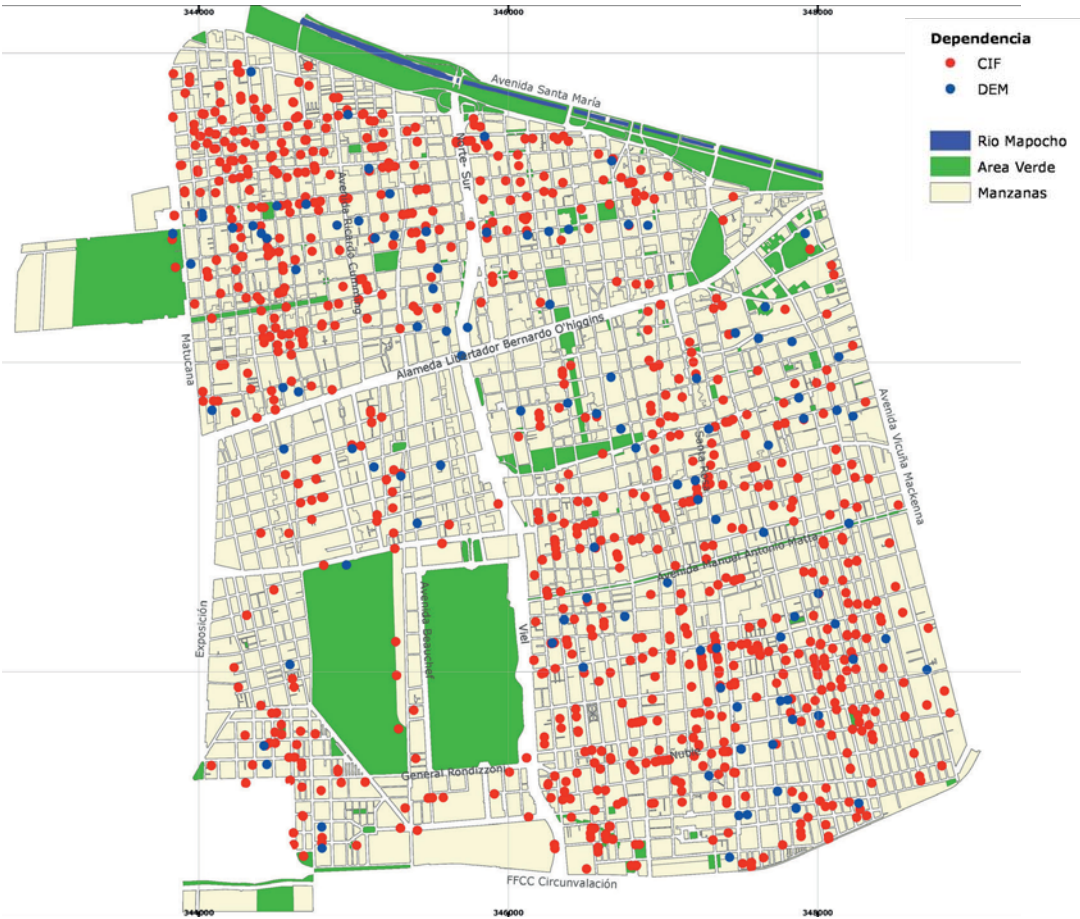 344000
346000
348000
Dependencia
CIF
DEM
Rio Mapocho
Area Verde
Manzanas
Avenida Santa María
Norte- Sur
Avenida Ricardo Cumming
Matucana
Alameda Libertador Bernardo O'higgins
Avenida Vicuña Mackenna
Santa Rosa
Avenida Manuel Antonio Matta
Exposición
Avenida Beauchef
Viel
Ñuble
General Rondizzoni
FFCC Circunvalación
344000
346000
348000